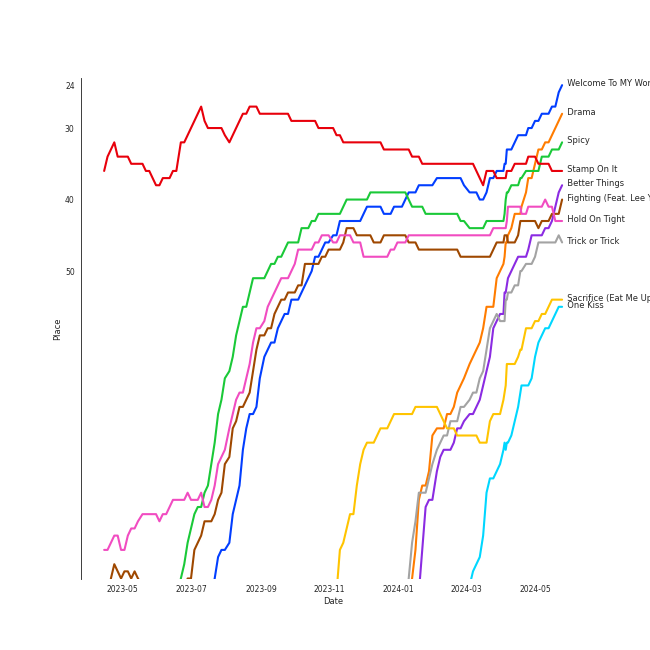 24
30
40
50
Place
Welcome To MY Wor
Drama
Spicy
Stamp On It
Better Things
Fighting (Feat. Lee Y
Hold On Tight
Trick or Trick
Sacrifice (Eat Me Up
One Kiss
2023-05 2023-07 2023-09 2023-11 2024-01 2024-03 2024-05
Date